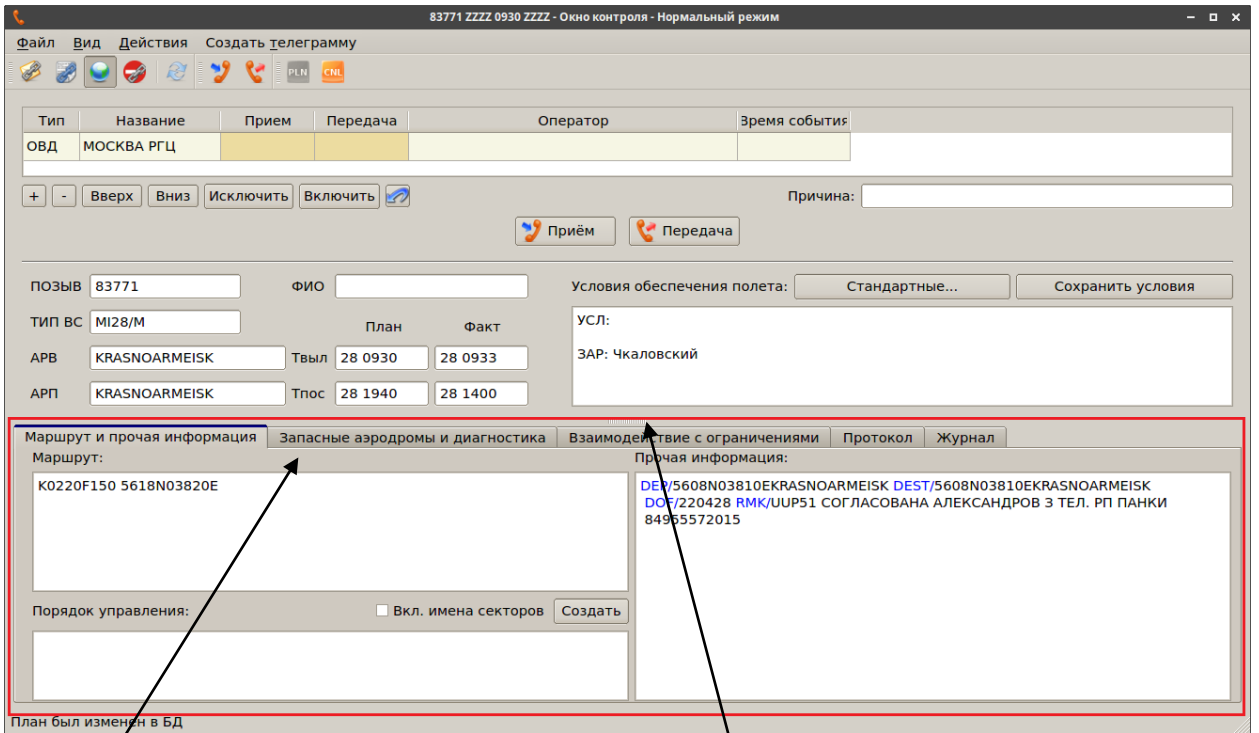 83771 ZZZZ 0930 ZZZZ - Окно контроля - Нормальный режим
Файл Вид Действия Создать телеграмму
PLN CNL
Тип Название Прием Передача Оператор Время события
ОВД МОСКВА РГЦ
+ - Вверх Вниз Исключить Включить Причина:
Приём Передача
ПОЗЫВ 83771 ФИО Условия обеспечения полета: Стандартные... Сохранить условия
ТИП ВС MI28/M План Факт УСЛ:
АРВ KRASNOARMEISK Твыл 28 0930 28 0933 ЗАР: Чкаловский
АРП KRASNOARMEISK Тпос 28 1940 28 1400
Маршрут и прочая информация Запасные аэродромы и диагностика Взаимодействие с ограничениями Протокол Журнал
Маршрут: Прочая информация:
K0220F150 5618N03820E
DEP/5608N03810EKRASNOARMEISK DEST/5608N03810EKRASNOARMEISK
DOF/220428 RMK/UUP51 СОГЛАСОВАНА АЛЕКСАНДРОВ 3 ТЕЛ. РП ПАНКИ
84955572015
Порядок управления: Вкл. имена секторов Создать
План был изменен в БД